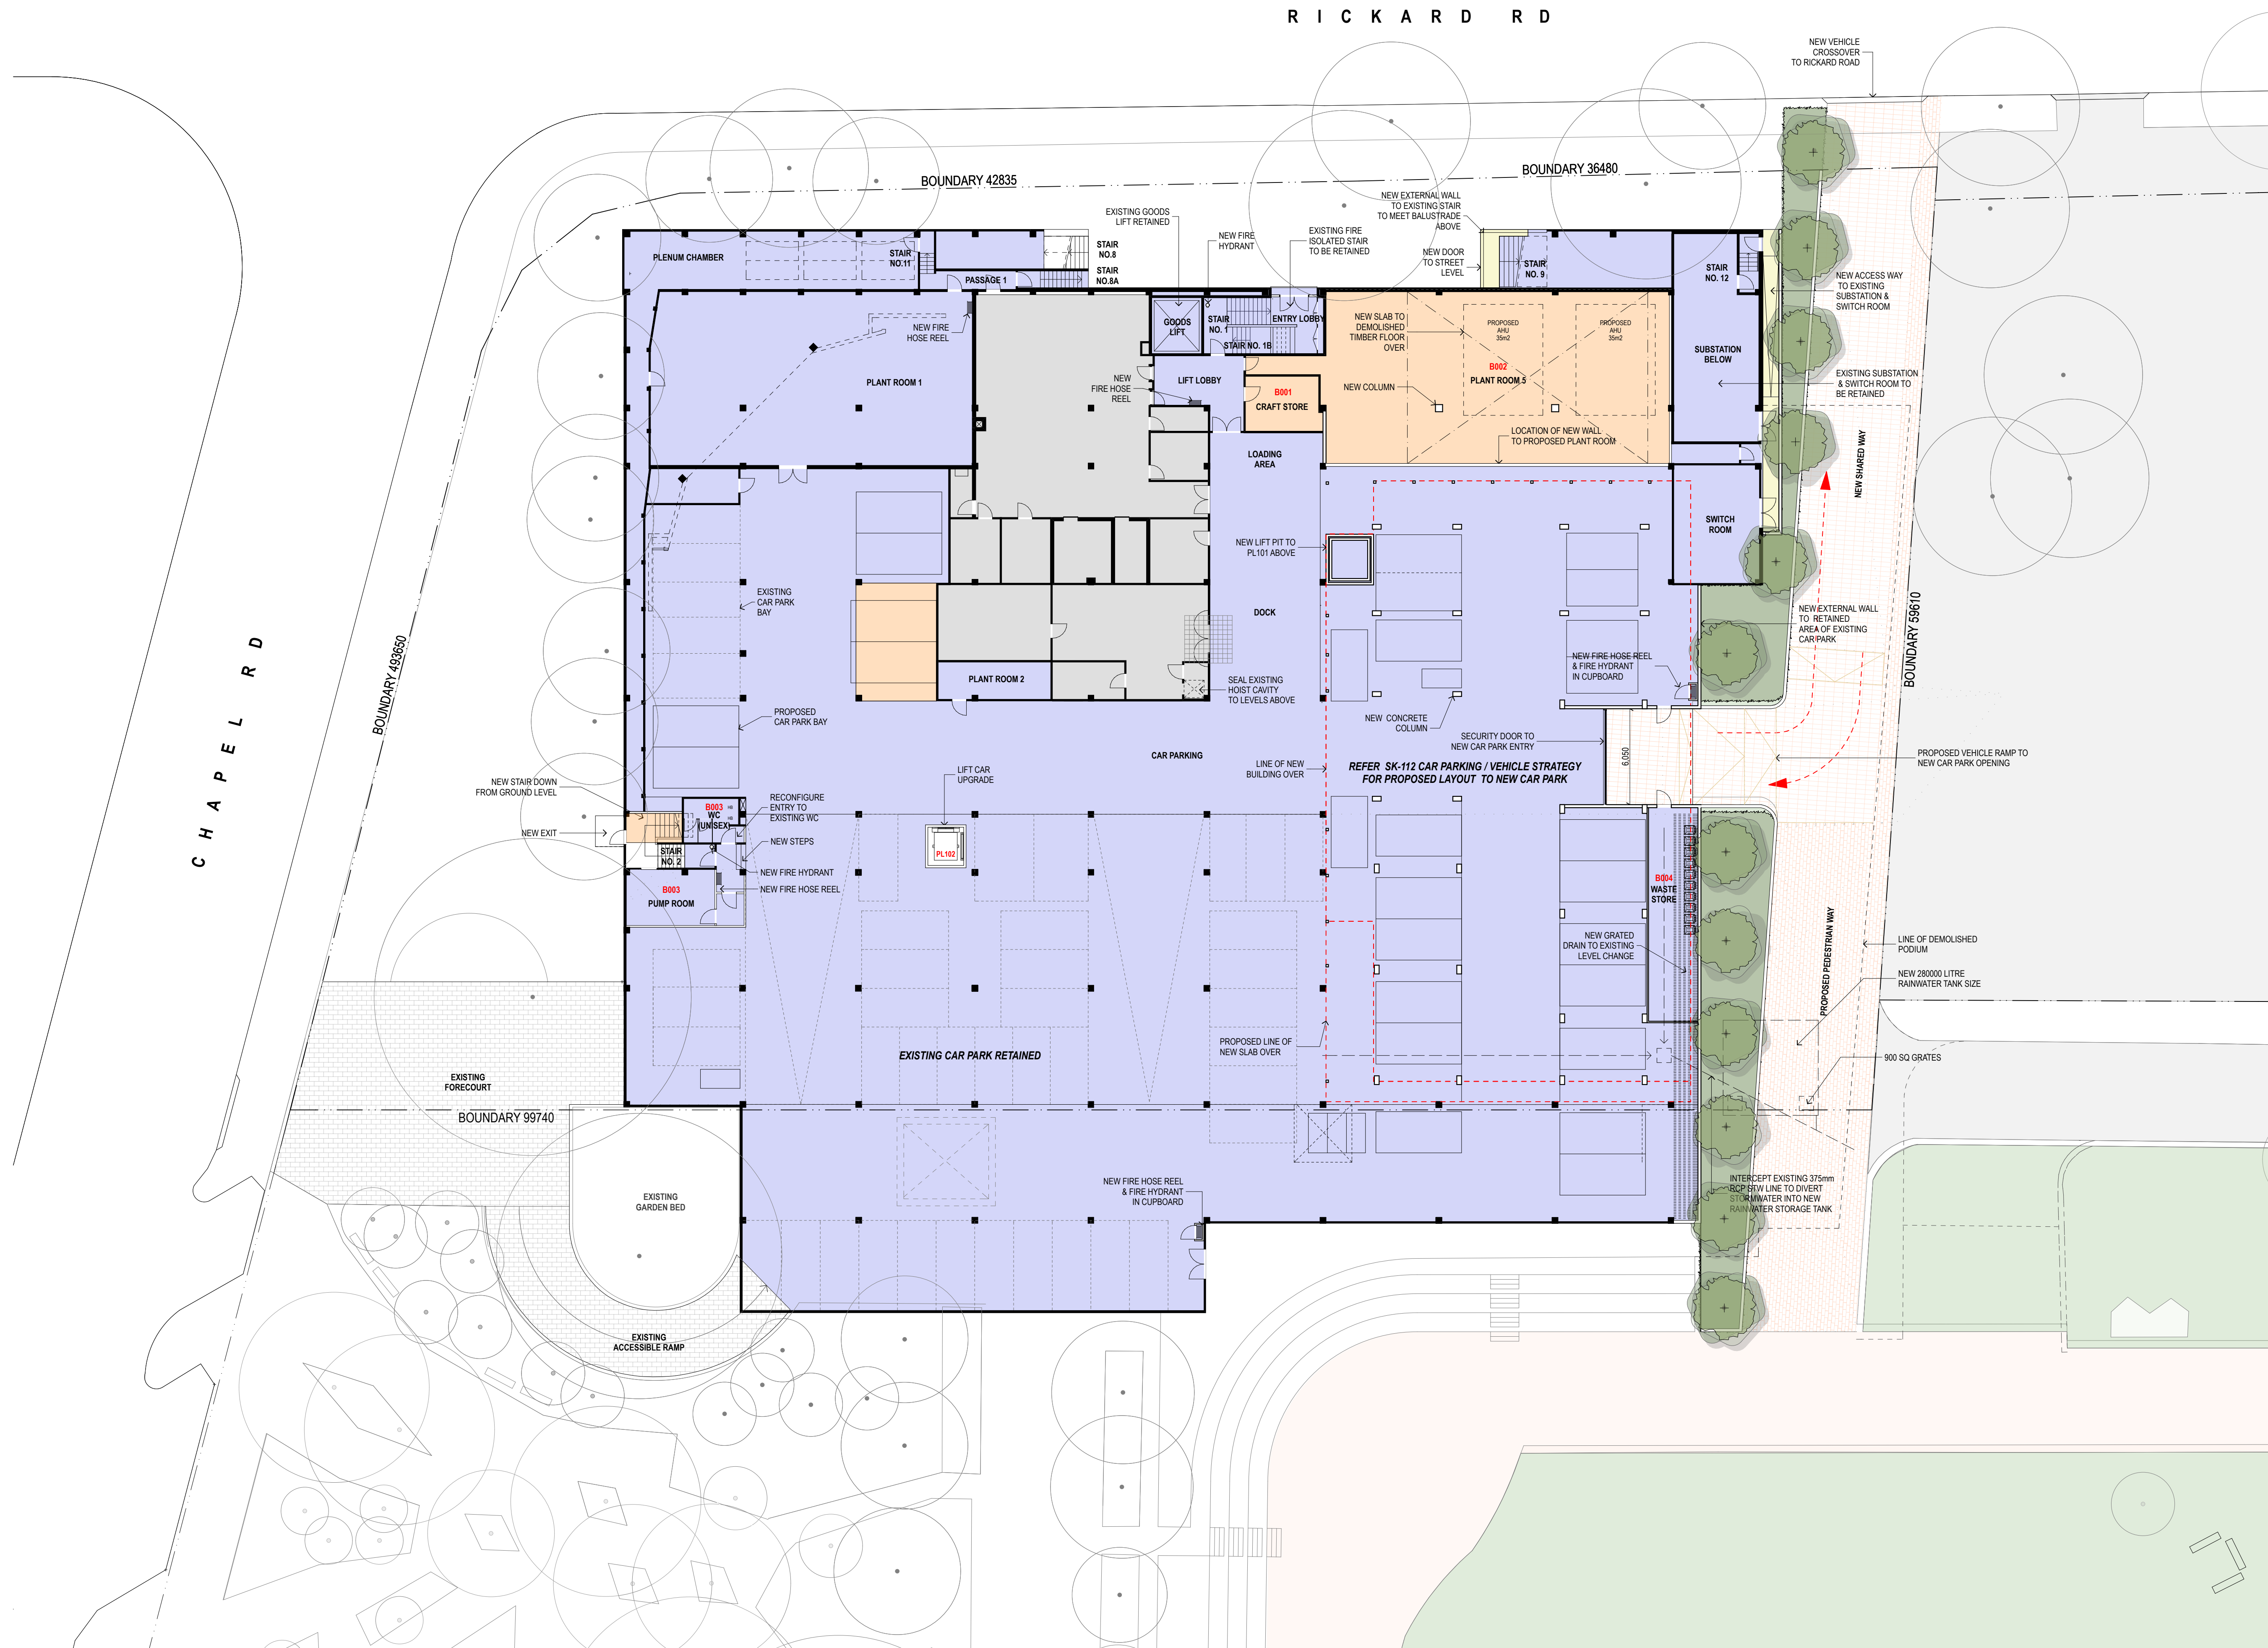 RICKARD RD
NEW VEHICLE
CROSSOVER
TO RICKARD ROAD
BOUNDARY 42835
BOUNDARY 36480
EXISTING GOODS
LIFT RETAINED
NEW FIRE
HYDRANT
EXISTING FIRE
ISOLATED STAIR
TO BE RETAINED
NEW EXTERNAL WALL
TO EXISTING STAIR
TO MEET BALUSTRADE
ABOVE
NEW DOOR
TO STREET
LEVEL
PLENUM CHAMBER
STAIR
NO.11
STAIR
NO.8
STAIR
NO.8A
PASSAGE 1
STAIR
NO. 9
STAIR
NO. 12
NEW ACCESS WAY
TO EXISTING
SUBSTATION &
SWITCH ROOM
NEW FIRE
HOSE REEL
GOODS
LIFT
STAIR
NO. 1
ENTRY LOBBY
STAIR NO. 1B
NEW SLAB TO
DEMOLISHED
TIMBER FLOOR
OVER
PROPOSED
AHU
35m2
PROPOSED
AHU
35m2
SUBSTATION
BELOW
PLANT ROOM 1
NEW
FIRE HOSE
REEL
LIFT LOBBY
B001
CRAFT STORE
B002
PLANT ROOM 5
NEW COLUMN
EXISTING SUBSTATION
& SWITCH ROOM TO
BE RETAINED
LOCATION OF NEW WALL
TO PROPOSED PLANT ROOM
LOADING
AREA
NEW SHARED WAY
SWITCH
ROOM
NEW LIFT PIT TO
PL101 ABOVE
EXISTING
CAR PARK
BAY
DOCK
NEW EXTERNAL WALL
TO RETAINED
AREA OF EXISTING
CAR PARK
BOUNDARY 59610
CHAPEL RD
BOUNDARY 493650
NEW FIRE HOSE REEL
& FIRE HYDRANT
IN CUPBOARD
PLANT ROOM 2
SEAL EXISTING
HOIST CAVITY
TO LEVELS ABOVE
PROPOSED
CAR PARK BAY
NEW CONCRETE
COLUMN
SECURITY DOOR TO
NEW CAR PARK ENTRY
6,050
PROPOSED VEHICLE RAMP TO
NEW CAR PARK OPENING
CAR PARKING
LINE OF NEW
BUILDING OVER
REFER SK-112 CAR PARKING / VEHICLE STRATEGY
FOR PROPOSED LAYOUT TO NEW CAR PARK
NEW STAIR DOWN
FROM GROUND LEVEL
LIFT CAR
UPGRADE
RECONFIGURE
ENTRY TO
EXISTING WC
B003
WC
(UNISEX)
HB
HB
NEW EXIT
NEW STEPS
STAIR
NO. 2
PL102
NEW FIRE HYDRANT
NEW FIRE HOSE REEL
B003
PUMP ROOM
B004
WASTE
STORE
NEW GRATED
DRAIN TO EXISTING
LEVEL CHANGE
PROPOSED PEDESTRIAN WAY
LINE OF DEMOLISHED
PODIUM
NEW 280000 LITRE
RAINWATER TANK SIZE
PROPOSED LINE OF
NEW SLAB OVER
EXISTING CAR PARK RETAINED
900 SQ GRATES
EXISTING
FORECOURT
BOUNDARY 99740
NEW FIRE HOSE REEL
& FIRE HYDRANT
IN CUPBOARD
INTERCEPT EXISTING 375mm
RCP STW LINE TO DIVERT
STORMWATER INTO NEW
RAINWATER STORAGE TANK
EXISTING
GARDEN BED
EXISTING
ACCESSIBLE RAMP